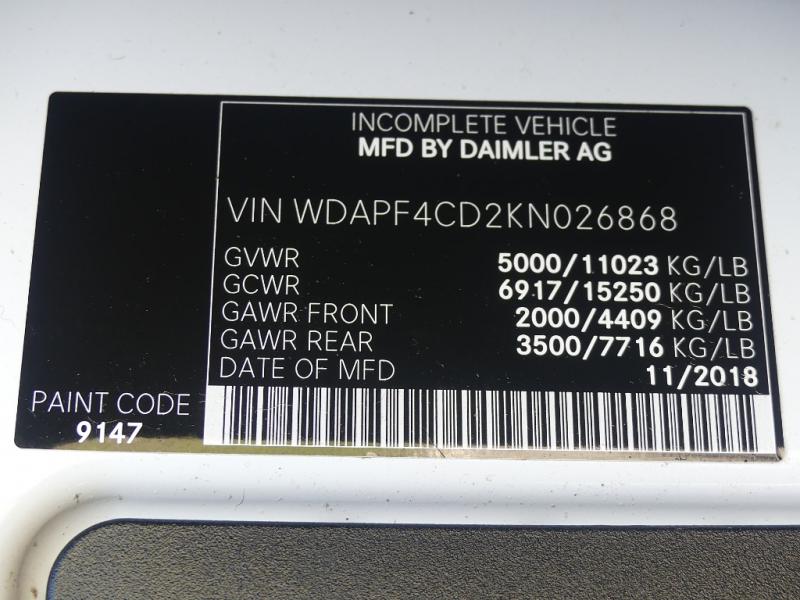 INCOMPLETE VEHICLE
MFD BY DAIMLER AG
VIN WDAPF4CD2KN026868
GVWR 5000/11023 KG/LB
GCWR 6917/15250 KG/LB
GAWR FRONT 2000/4409 KG/LB
GAWR REAR 3500/7716 KG/LB
DATE OF MFD 11/2018
PAINT CODE
9147